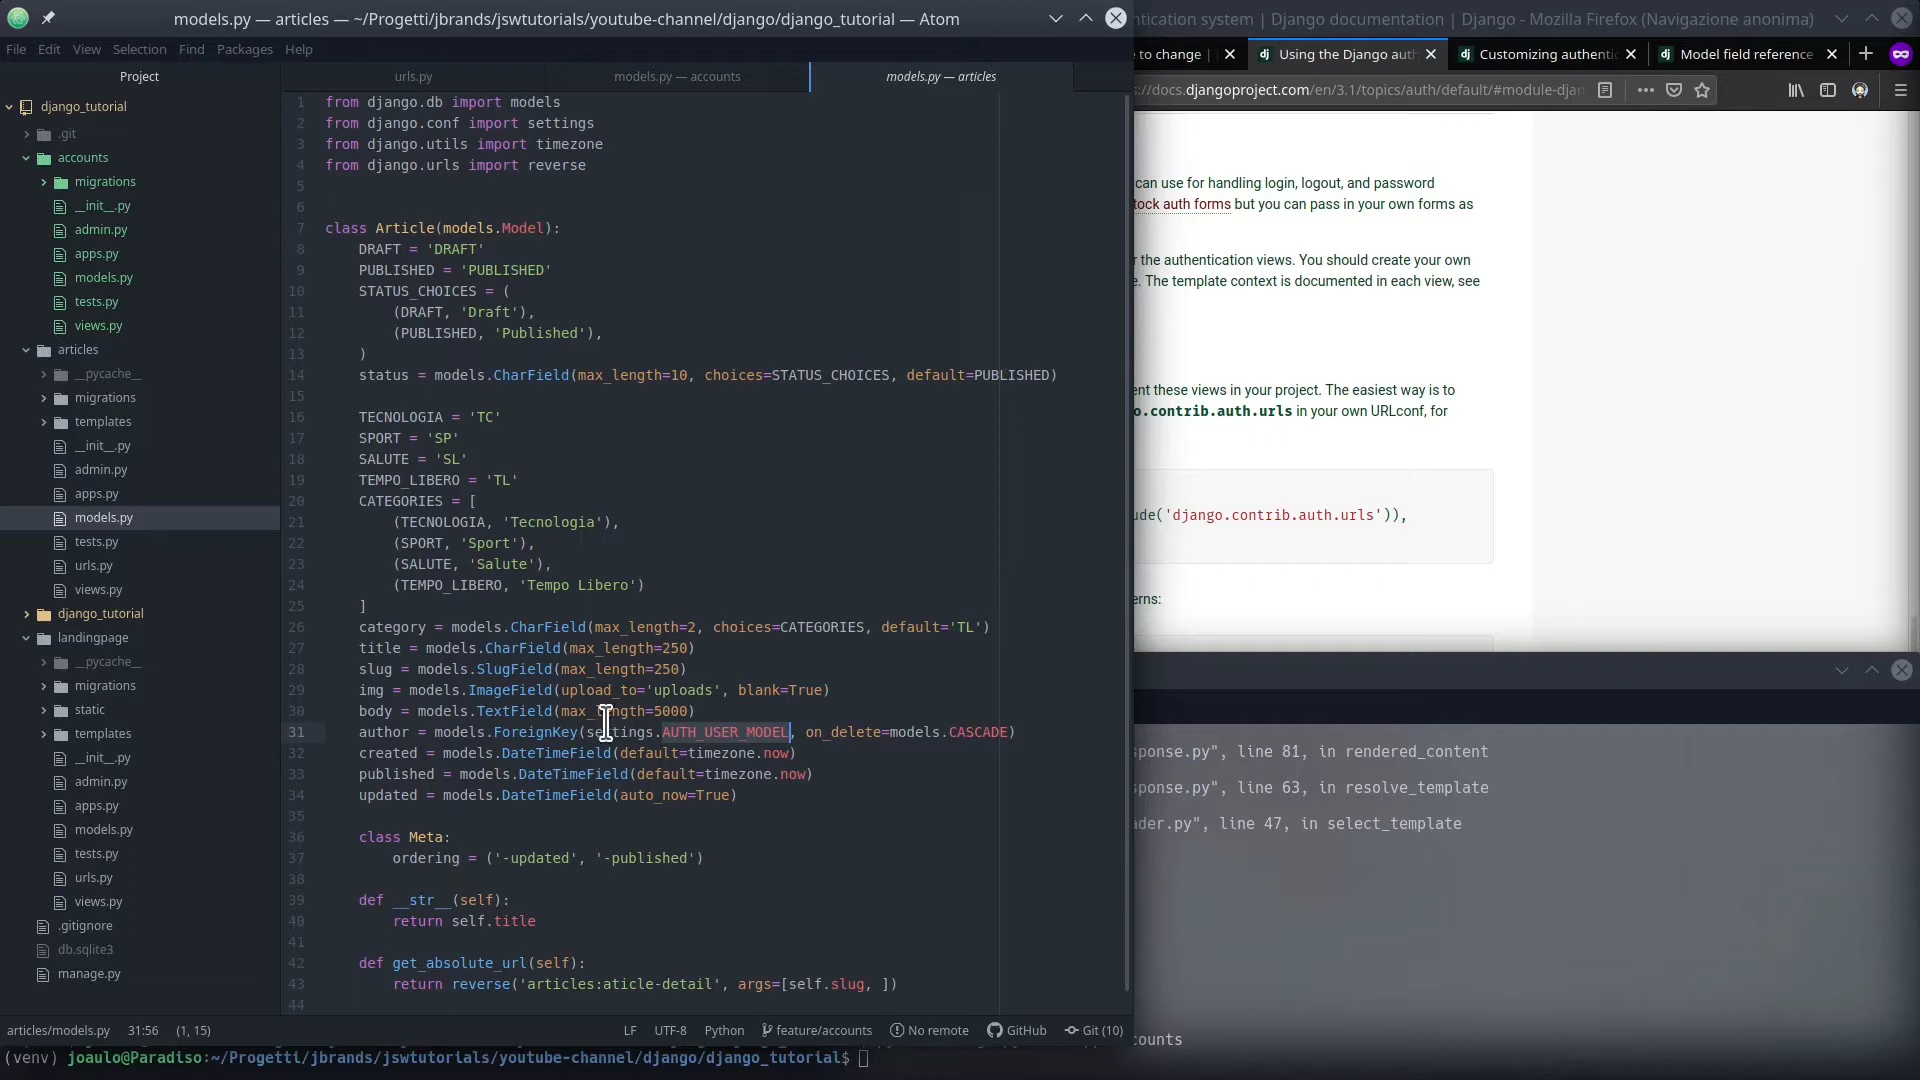 models.py — articles — ~/Progetti/jbrands/jswtutorials/youtube-channel/django/django_tutorial — Atom
File Edit View Selection Find Packages Help
Project
django_tutorial
.git
accounts
migrations
__init__.py
admin.py
apps.py
models.py
tests.py
views.py
articles
__pycache__
migrations
templates
__init__.py
admin.py
apps.py
models.py
tests.py
urls.py
views.py
django_tutorial
landingpage
__pycache__
migrations
static
templates
__init__.py
admin.py
apps.py
models.py
tests.py
urls.py
views.py
.gitignore
db.sqlite3
manage.py
urls.py
models.py — accounts
models.py — articles
1 from django.db import models
2 from django.conf import settings
3 from django.utils import timezone
4 from django.urls import reverse
5
6
7 class Article(models.Model):
8 DRAFT = 'DRAFT'
9 PUBLISHED = 'PUBLISHED'
10 STATUS_CHOICES = (
11 (DRAFT, 'Draft'),
12 (PUBLISHED, 'Published'),
13 )
14 status = models.CharField(max_length=10, choices=STATUS_CHOICES, default=PUBLISHED)
15
16 TECNOLOGIA = 'TC'
17 SPORT = 'SP'
18 SALUTE = 'SL'
19 TEMPO_LIBERO = 'TL'
20 CATEGORIES = [
21 (TECNOLOGIA, 'Tecnologia'),
22 (SPORT, 'Sport'),
23 (SALUTE, 'Salute'),
24 (TEMPO_LIBERO, 'Tempo Libero')
25 ]
26 category = models.CharField(max_length=2, choices=CATEGORIES, default='TL')
27 title = models.CharField(max_length=250)
28 slug = models.SlugField(max_length=250)
29 img = models.ImageField(upload_to='uploads', blank=True)
30 body = models.TextField(max_length=5000)
31 author = models.ForeignKey(settings.AUTH_USER_MODEL, on_delete=models.CASCADE)
32 created = models.DateTimeField(default=timezone.now)
33 published = models.DateTimeField(default=timezone.now)
34 updated = models.DateTimeField(auto_now=True)
35
36 class Meta:
37 ordering = ('-updated', '-published')
38
39 def __str__(self):
40 return self.title
41
42 def get_absolute_url(self):
43 return reverse('articles:aticle-detail', args=[self.slug, ])
44
articles/models.py 31:56 (1, 15) LF UTF-8 Python feature/accounts No remote GitHub Git (10)
(venv) joaulo@Paradiso:~/Progetti/jbrands/jswtutorials/youtube-channel/django/django_tutorial$
ntication system | Django documentation | Django - Mozilla Firefox (Navigazione anonima)
e to change |
Using the Django aut
Customizing authenti
Model field reference
s://docs.djangoproject.com/en/3.1/topics/auth/default/#module-djan
can use for handling login, logout, and password
tock auth forms but you can pass in your own forms as
r the authentication views. You should create your own
e. The template context is documented in each view, see
ent these views in your project. The easiest way is to
o.contrib.auth.urls in your own URLconf, for
ude('django.contrib.auth.urls')),
erns:
sponse.py", line 81, in rendered_content
sponse.py", line 63, in resolve_template
ader.py", line 47, in select_template
counts